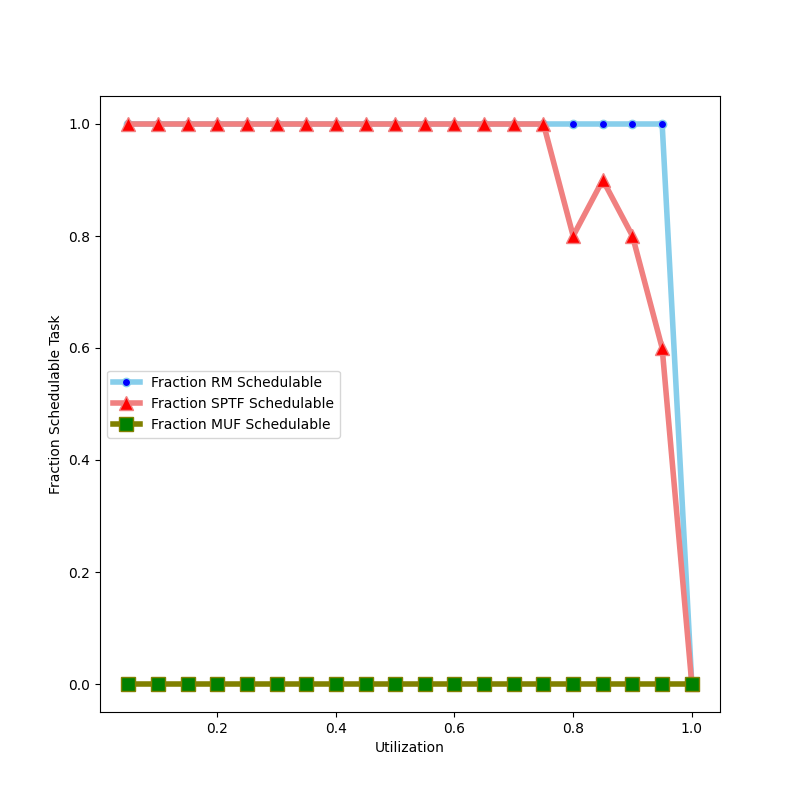 1.0
0.8
0.6
0.4
0.2
0.0
Fraction Schedulable Task
Fraction RM Schedulable
Fraction SPTF Schedulable
Fraction MUF Schedulable
0.2 0.4 0.6 0.8 1.0
Utilization